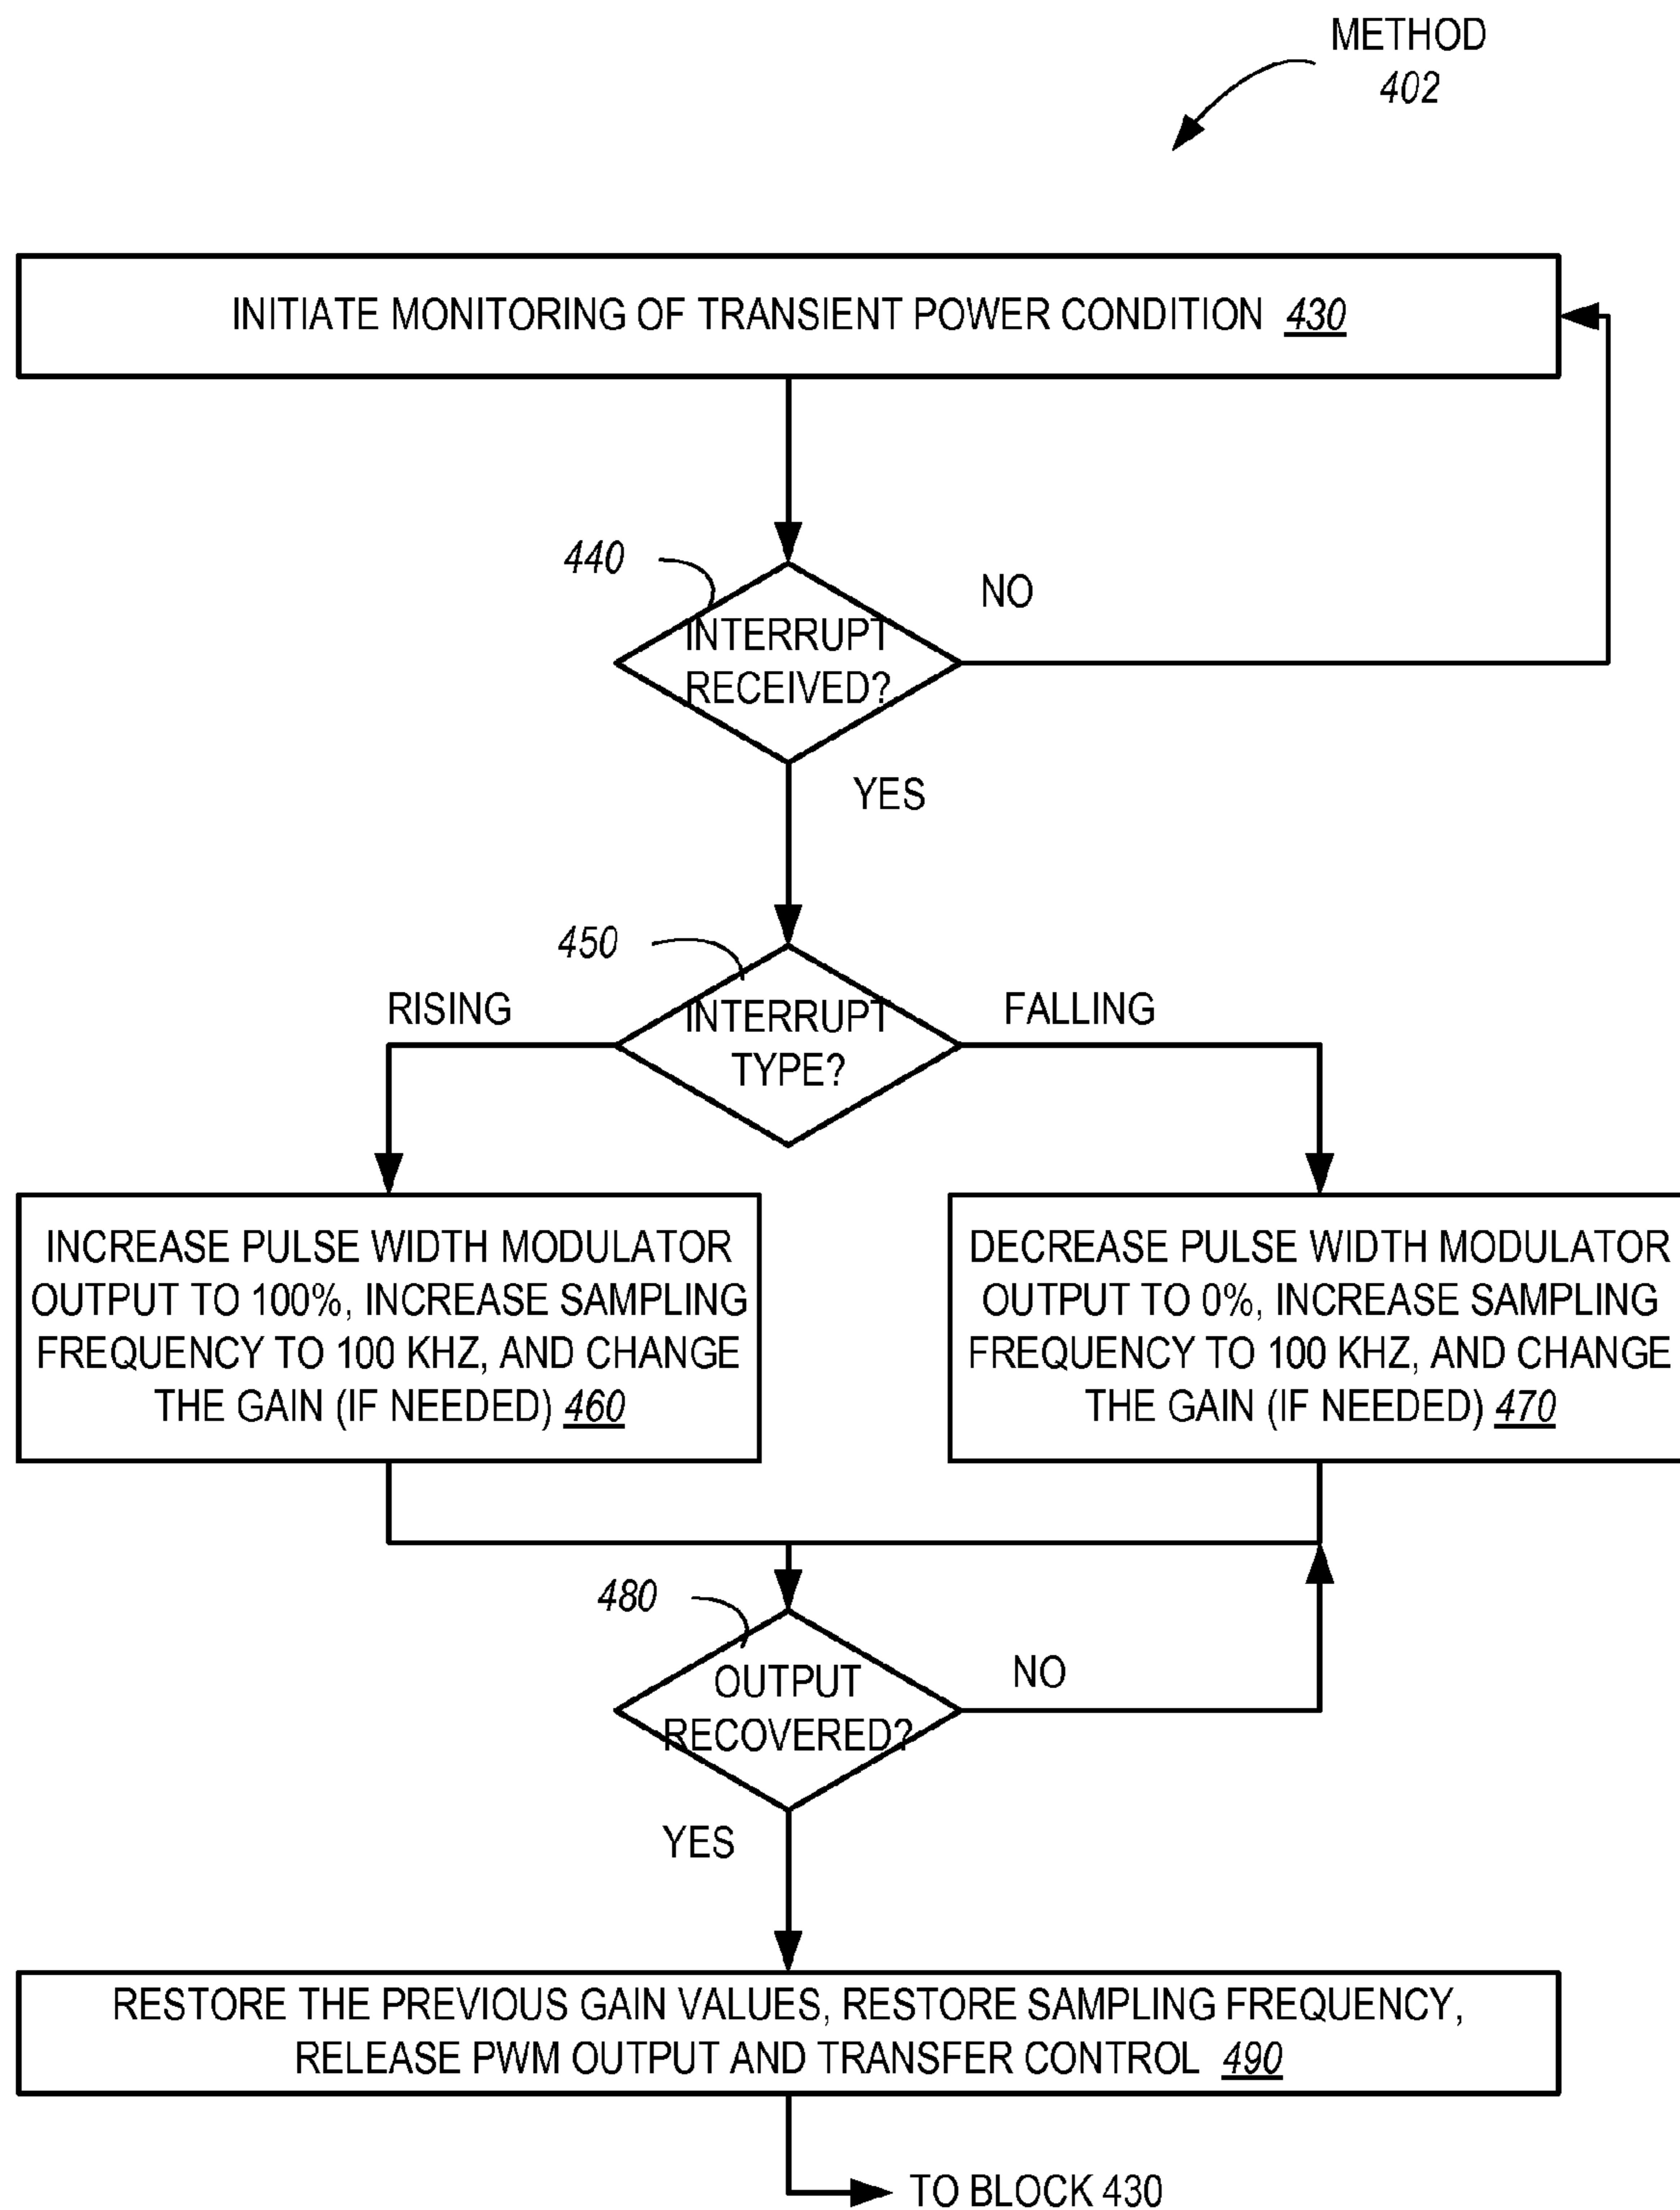 METHOD
402
INITIATE MONITORING OF TRANSIENT POWER CONDITION 430
440
INTERRUPT
RECEIVED?
NO
YES
450
INTERRUPT
TYPE?
RISING
FALLING
INCREASE PULSE WIDTH MODULATOR
OUTPUT TO 100%, INCREASE SAMPLING
FREQUENCY TO 100 KHZ, AND CHANGE
THE GAIN (IF NEEDED) 460
DECREASE PULSE WIDTH MODULATOR
OUTPUT TO 0%, INCREASE SAMPLING
FREQUENCY TO 100 KHZ, AND CHANGE
THE GAIN (IF NEEDED) 470
480
OUTPUT
RECOVERED?
NO
YES
RESTORE THE PREVIOUS GAIN VALUES, RESTORE SAMPLING FREQUENCY,
RELEASE PWM OUTPUT AND TRANSFER CONTROL 490
TO BLOCK 430